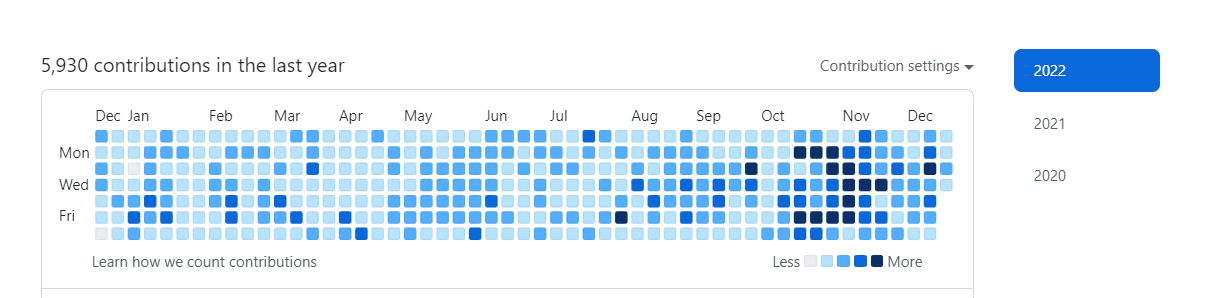 5,930 contributions in the last year
Contribution settings
2022
2021
2020
Dec Jan Feb Mar Apr May Jun Jul Aug Sep Oct Nov Dec
Mon
Wed
Fri
Learn how we count contributions
Less More